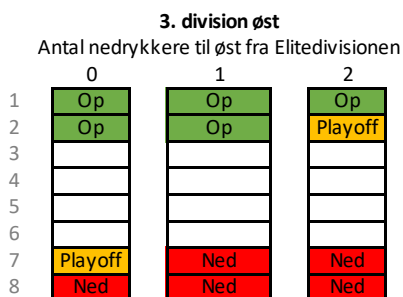 3. division øst
Antal nedrykkere til øst fra Elitedivisionen
0 1 2
1 Op Op Op
2 Op Op Playoff
3
4
5
6
7 Playoff Ned Ned
8 Ned Ned Ned